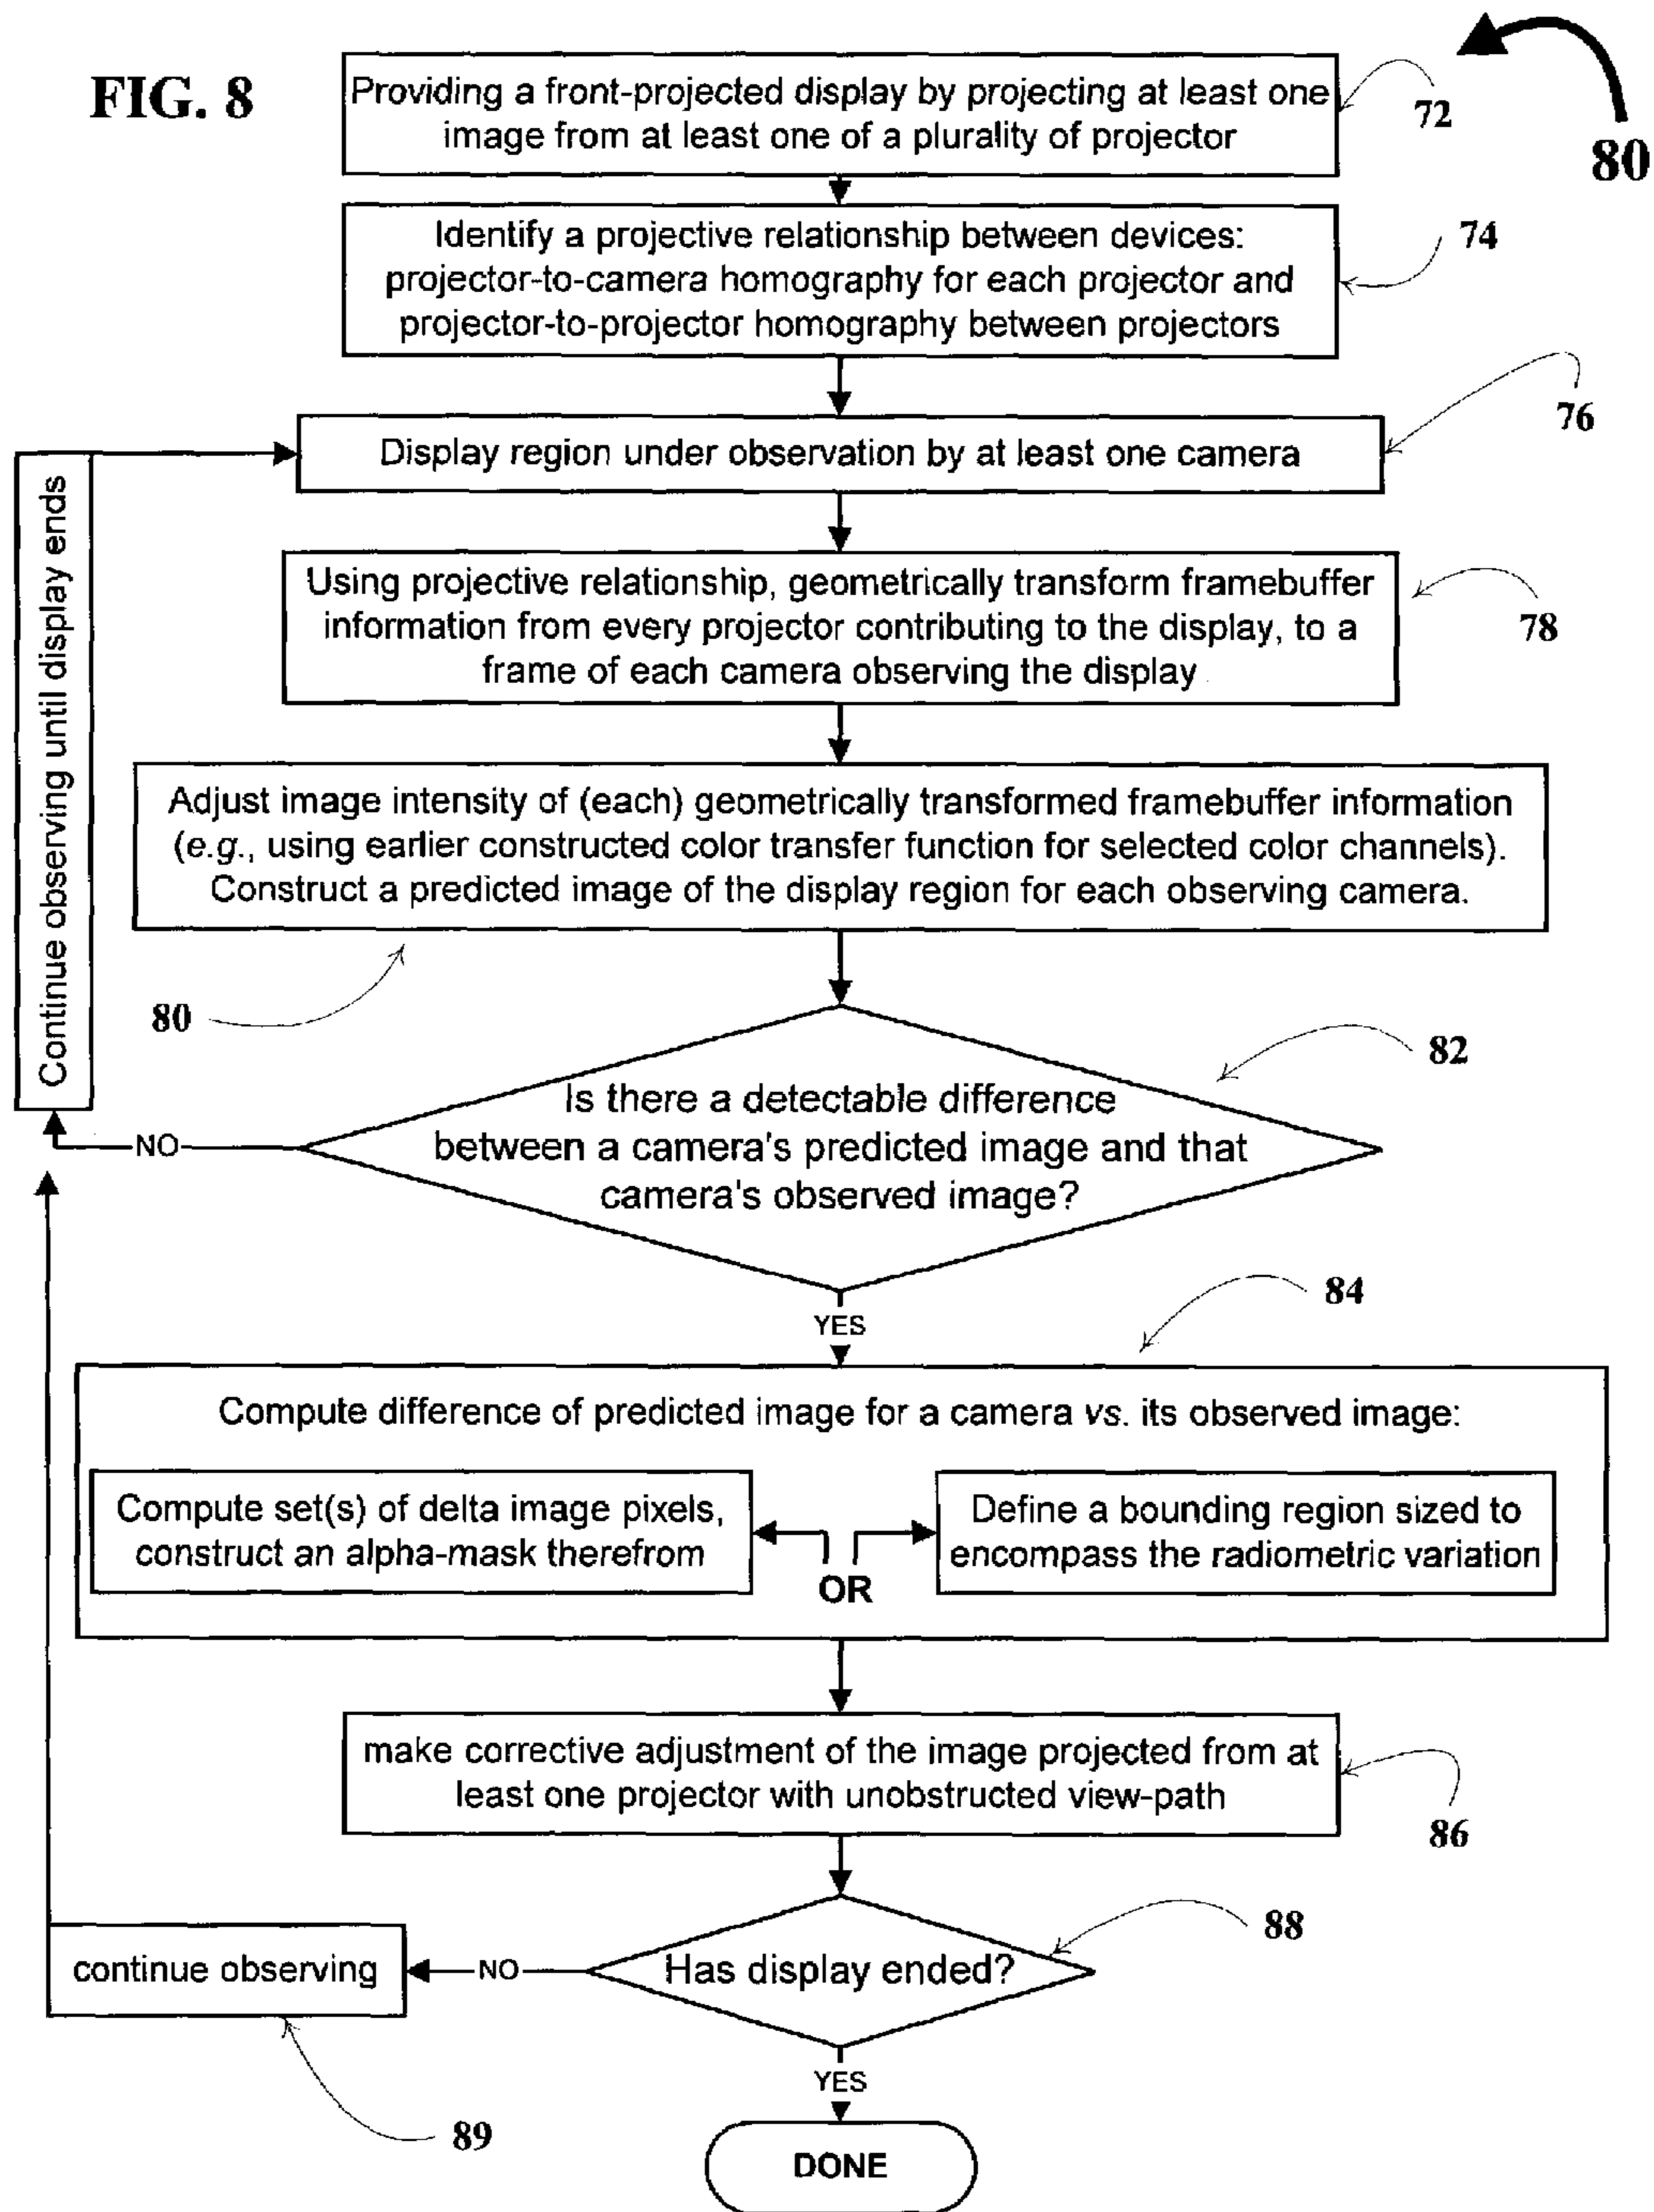 FIG. 8
80
Providing a front-projected display by projecting at least one
image from at least one of a plurality of projector
72
Identify a projective relationship between devices:
projector-to-camera homography for each projector and
projector-to-projector homography between projectors
74
Display region under observation by at least one camera
76
Using projective relationship, geometrically transform framebuffer
information from every projector contributing to the display, to a
frame of each camera observing the display
78
Adjust image intensity of (each) geometrically transformed framebuffer information
(e.g., using earlier constructed color transfer function for selected color channels).
Construct a predicted image of the display region for each observing camera.
80
Is there a detectable difference
between a camera's predicted image and that
camera's observed image?
82
NO
Continue observing until display ends
YES
84
Compute difference of predicted image for a camera vs. its observed image:
Compute set(s) of delta image pixels,
construct an alpha-mask therefrom
OR
Define a bounding region sized to
encompass the radiometric variation
make corrective adjustment of the image projected from at
least one projector with unobstructed view-path
86
Has display ended?
88
NO
continue observing
89
YES
DONE